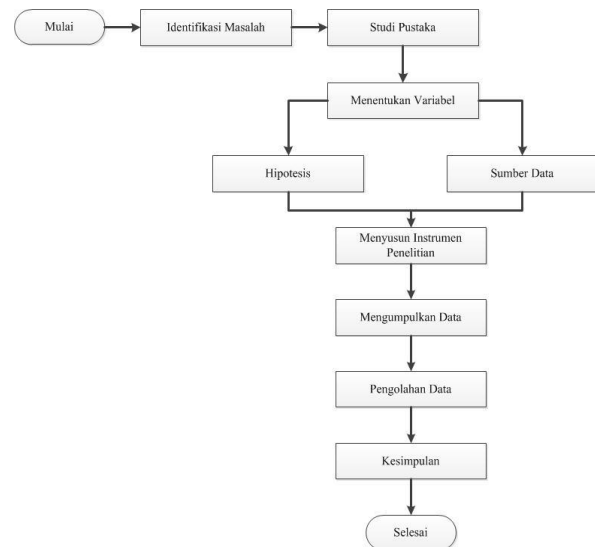 Mulai
Identifikasi Masalah
Studi Pustaka
Menentukan Variabel
Hipotesis
Sumber Data
Menyusun Instrumen
Penelitian
Mengumpulkan Data
Pengolahan Data
Kesimpulan
Selesai